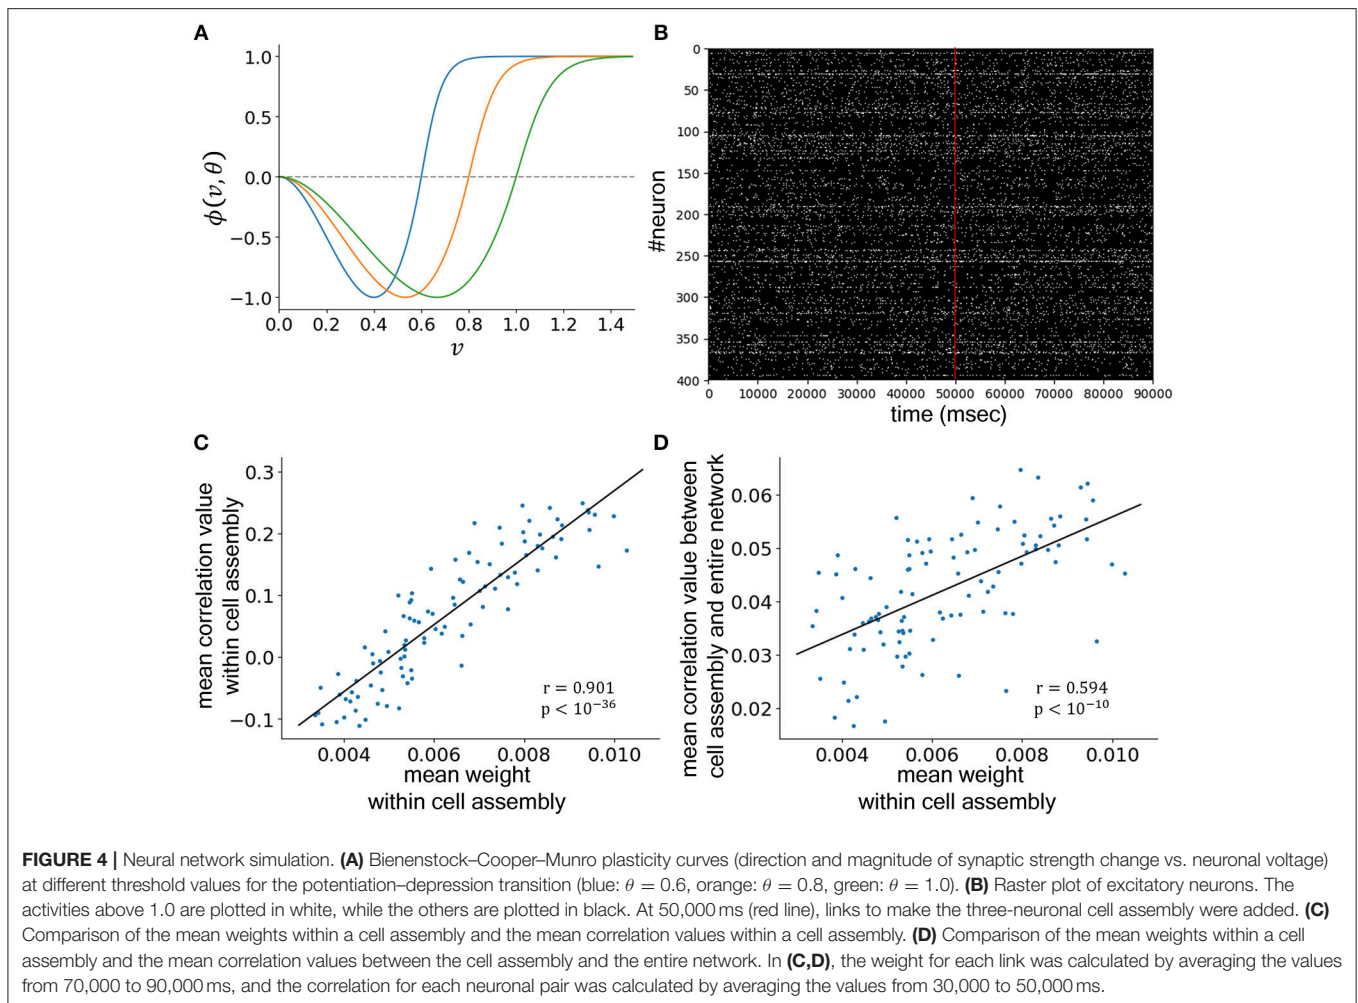 A
1.0
0.5
0.0
−0.5
−1.0
ϕ(v, θ)
0.0 0.2 0.4 0.6 0.8 1.0 1.2 1.4
v
B
0
50
100
150
200
250
300
350
400
#neuron
0 10000 20000 30000 40000 50000 60000 70000 80000 90000
time (msec)
C
0.3
0.2
0.1
0.0
−0.1
mean correlation value
within cell assembly
r = 0.901
p < 10⁻³⁶
0.004 0.006 0.008 0.010
mean weight
within cell assembly
D
0.06
0.05
0.04
0.03
0.02
mean correlation value between
cell assembly and entire network
r = 0.594
p < 10⁻¹⁰
0.004 0.006 0.008 0.010
mean weight
within cell assembly
FIGURE 4 | Neural network simulation. (A) Bienenstock–Cooper–Munro plasticity curves (direction and magnitude of synaptic strength change vs. neuronal voltage)
at different threshold values for the potentiation–depression transition (blue: θ = 0.6, orange: θ = 0.8, green: θ = 1.0). (B) Raster plot of excitatory neurons. The
activities above 1.0 are plotted in white, while the others are plotted in black. At 50,000 ms (red line), links to make the three-neuronal cell assembly were added. (C)
Comparison of the mean weights within a cell assembly and the mean correlation values within a cell assembly. (D) Comparison of the mean weights within a cell
assembly and the mean correlation values between the cell assembly and the entire network. In (C,D), the weight for each link was calculated by averaging the values
from 70,000 to 90,000 ms, and the correlation for each neuronal pair was calculated by averaging the values from 30,000 to 50,000 ms.